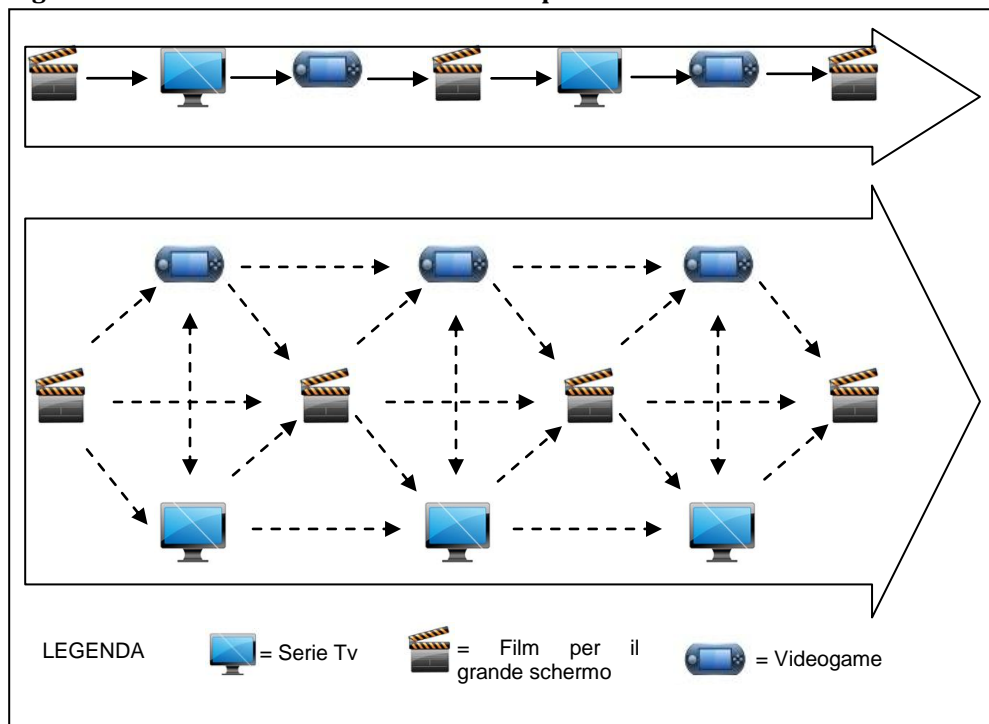 LEGENDA
= Serie Tv
= Film per il
grande schermo
= Videogame